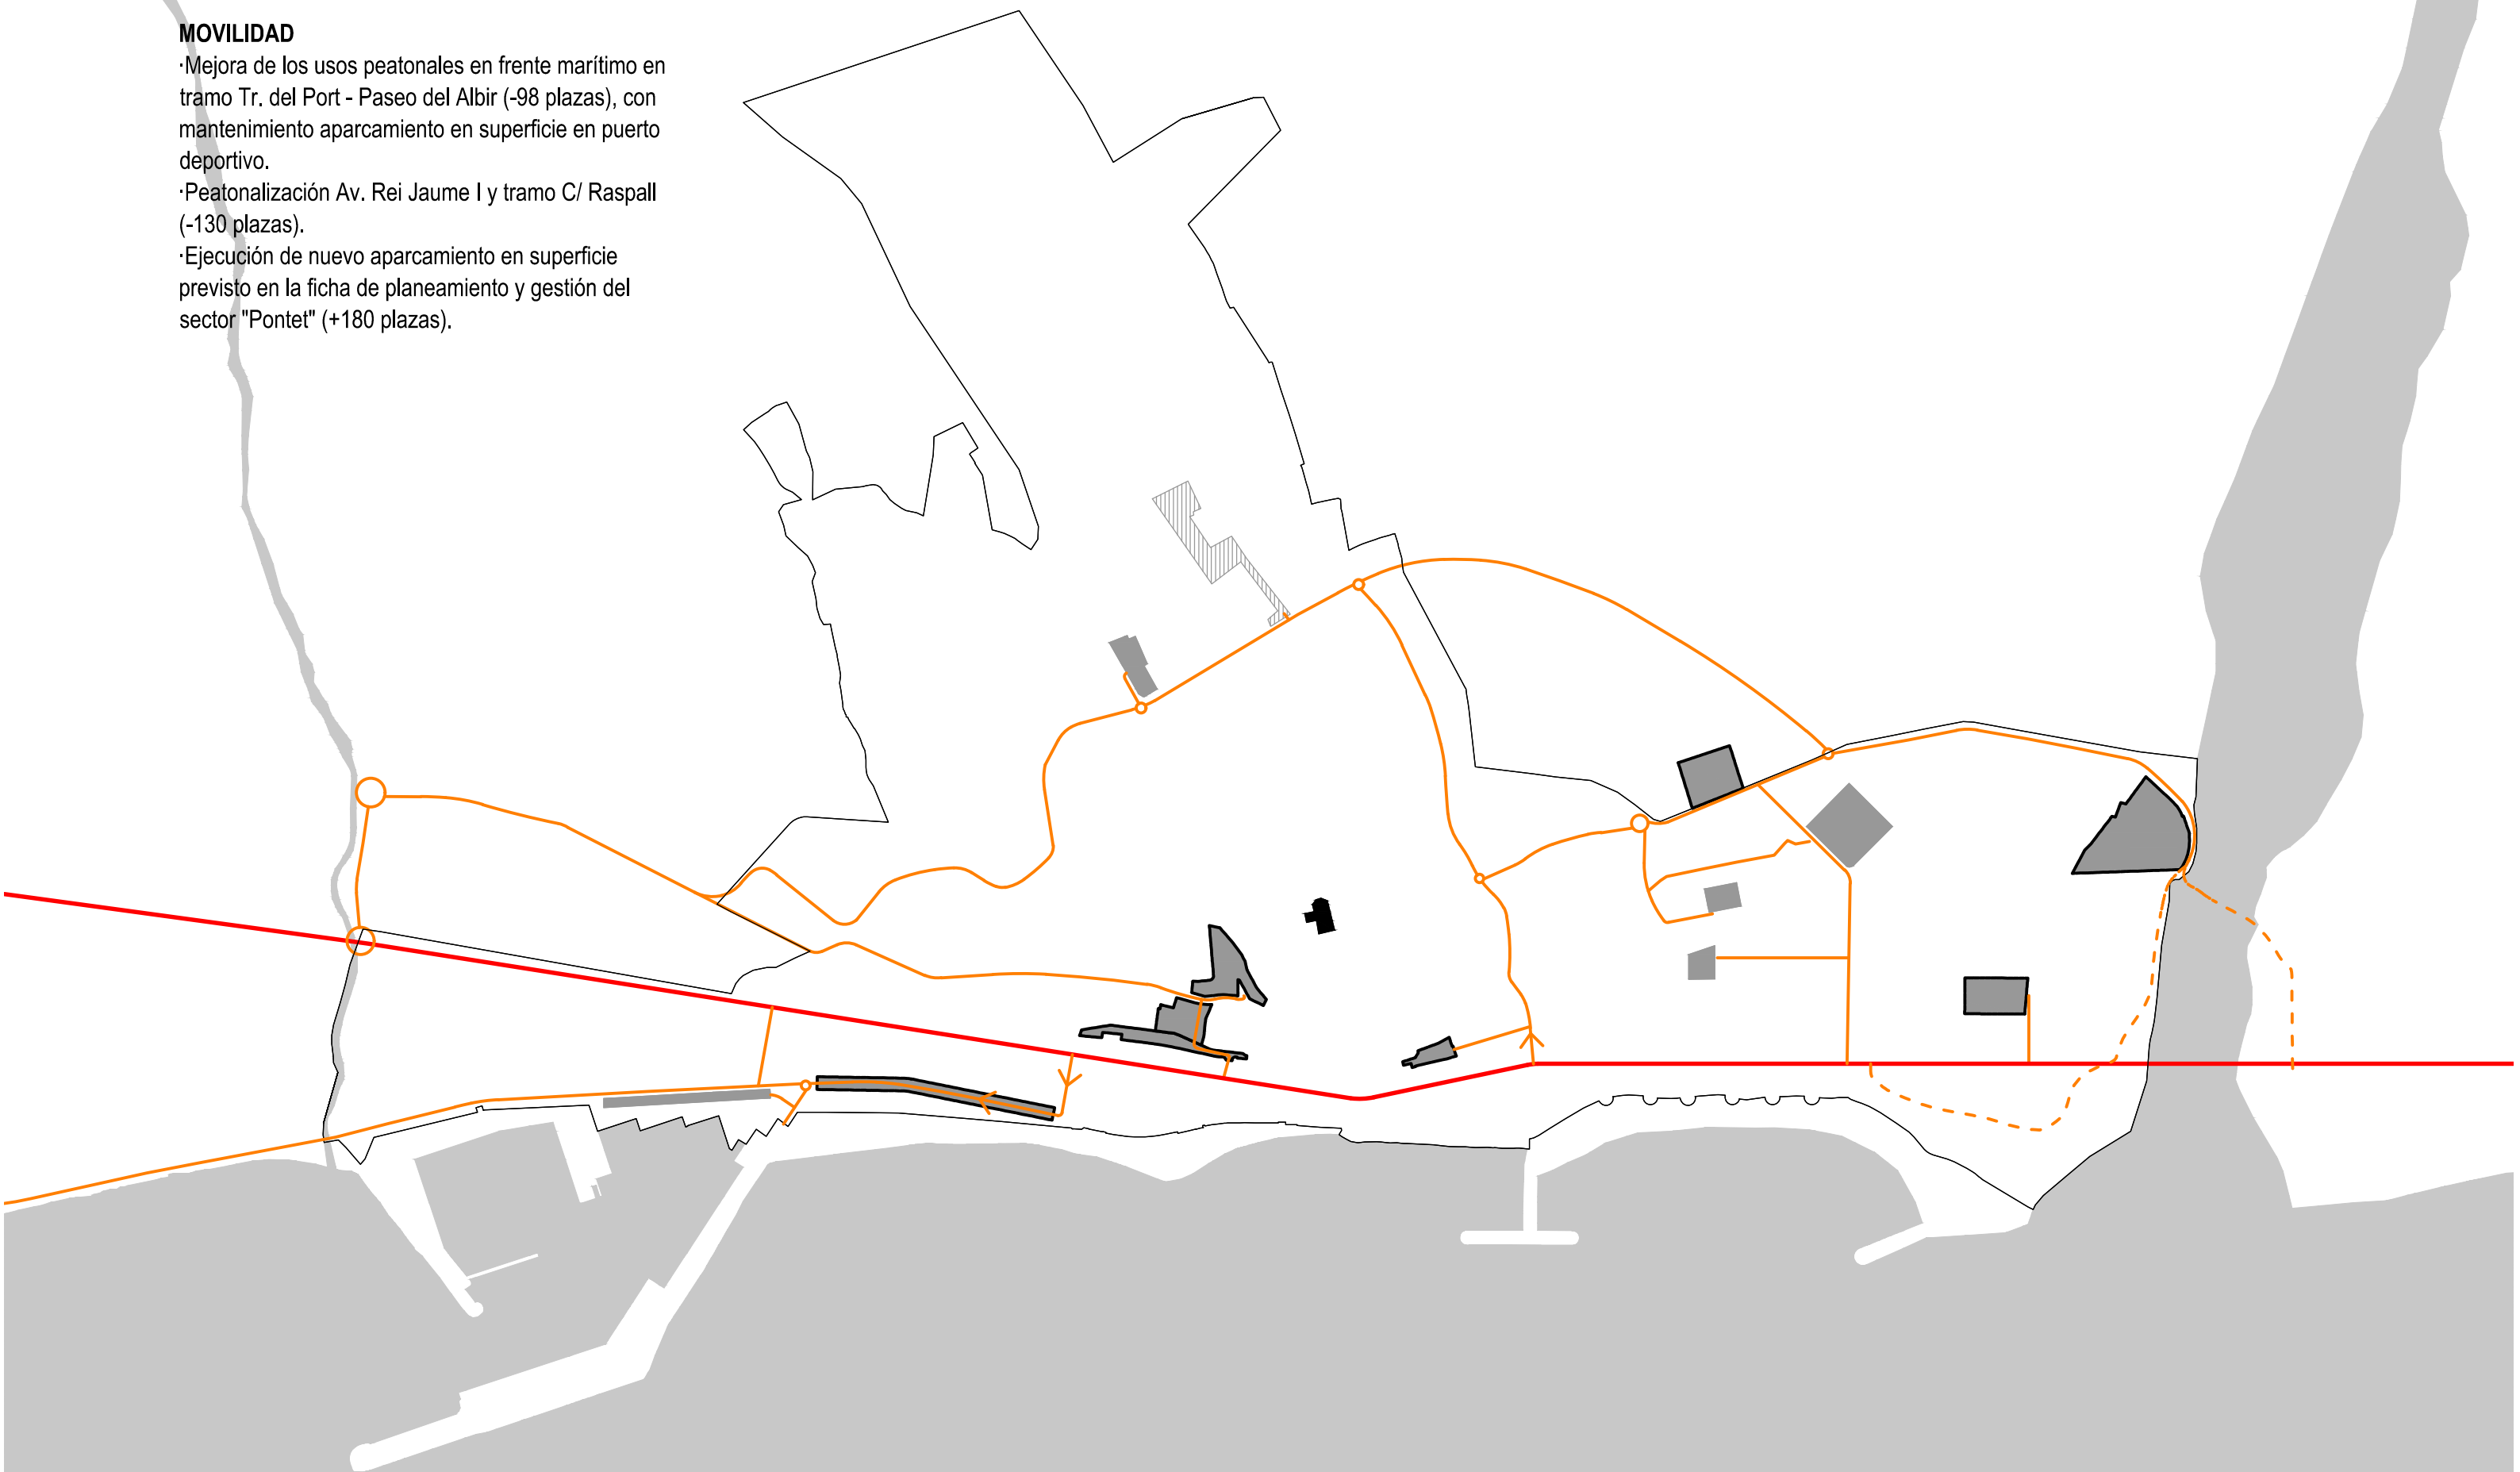 MOVILIDAD
·Mejora de los usos peatonales en frente marítimo en
tramo Tr. del Port - Paseo del Albir (-98 plazas), con
mantenimiento aparcamiento en superficie en puerto
deportivo.
·Peatonalización Av. Rei Jaume I y tramo C/ Raspall
(-130 plazas).
·Ejecución de nuevo aparcamiento en superficie
previsto en la ficha de planeamiento y gestión del
sector "Pontet" (+180 plazas).